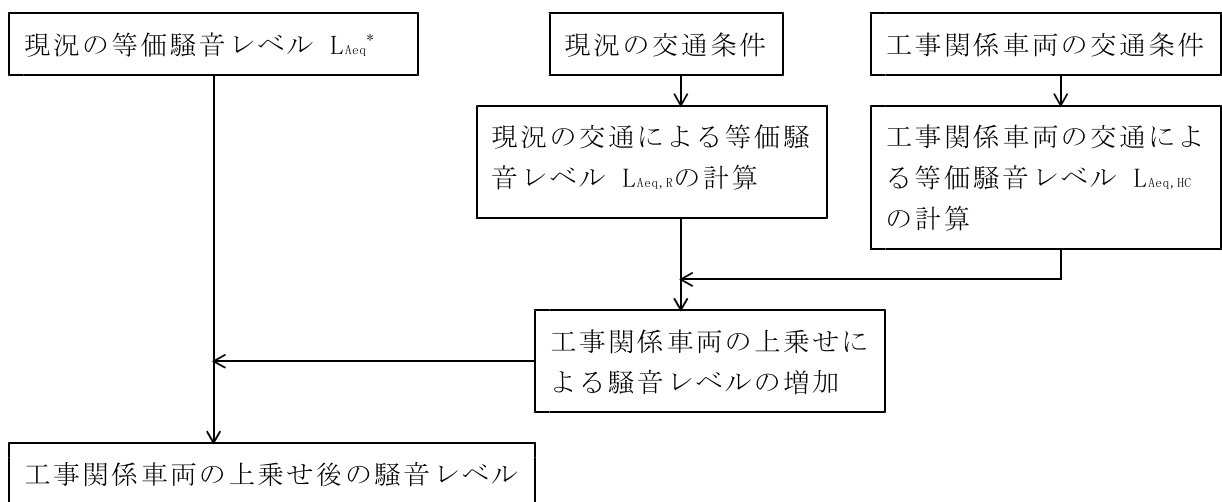 現況の等価騒音レベル LAeq*
現況の交通条件
工事関係車両の交通条件
現況の交通による等価騒
音レベル LAeq,Rの計算
工事関係車両の交通によ
る等価騒音レベル LAeq,HC
の計算
工事関係車両の上乗せに
よる騒音レベルの増加
工事関係車両の上乗せ後の騒音レベル